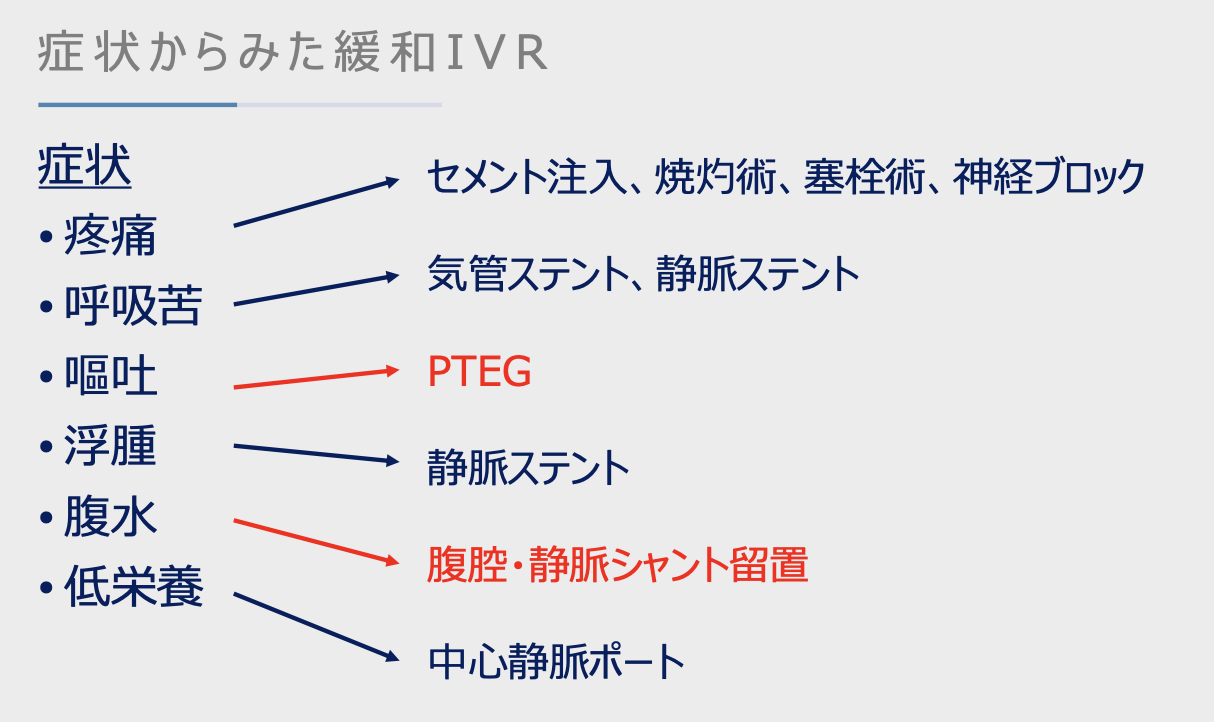 症状からみた緩和IVR
症状
• 疼痛
• 呼吸苦
• 嘔吐
• 浮腫
• 腹水
• 低栄養
セメント注入、焼灼術、塞栓術、神経ブロック
気管ステント、静脈ステント
PTEG
静脈ステント
腹腔・静脈シャント留置
中心静脈ポート